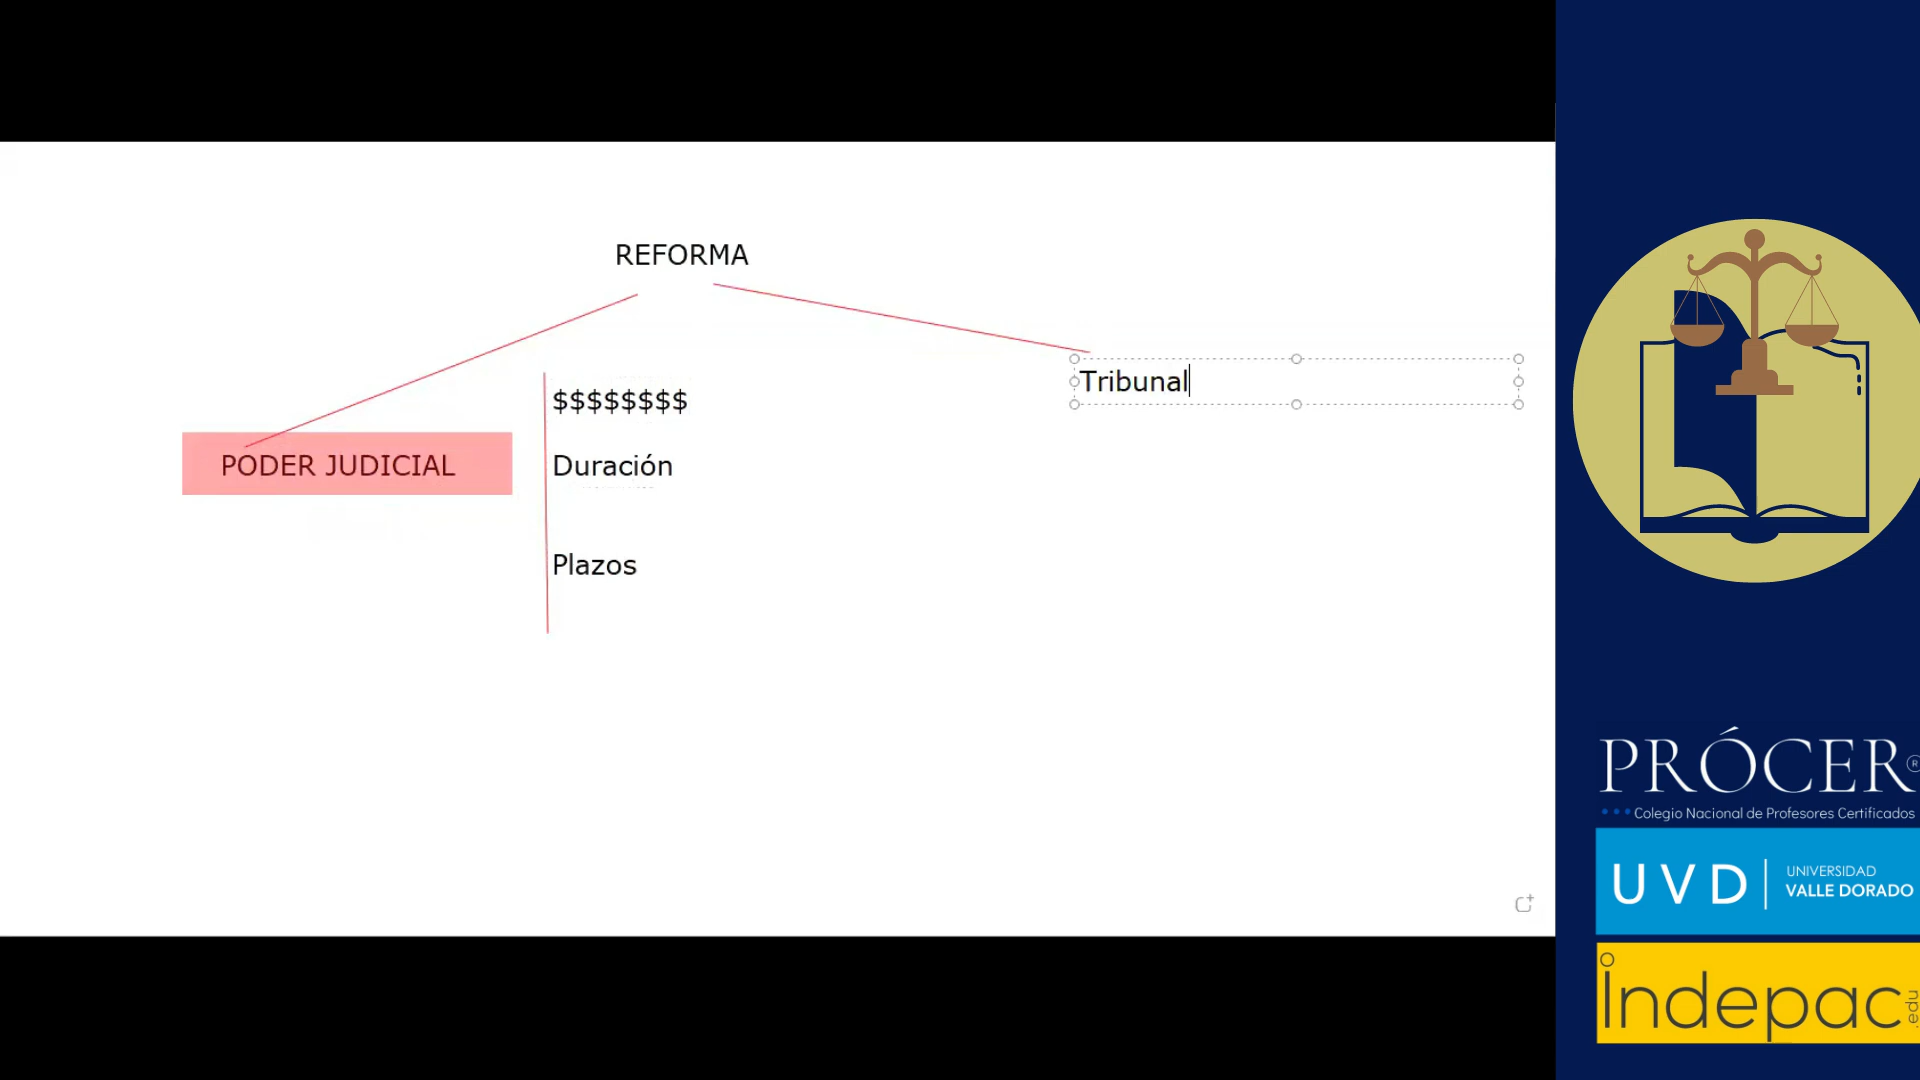 REFORMA
Tribunal
$$$$$$$$
PODER JUDICIAL
Duración
Plazos
PRÓCER®
Colegio Nacional de Profesores Certificados
UVD
UNIVERSIDAD
VALLE DORADO
Indepac
.edu